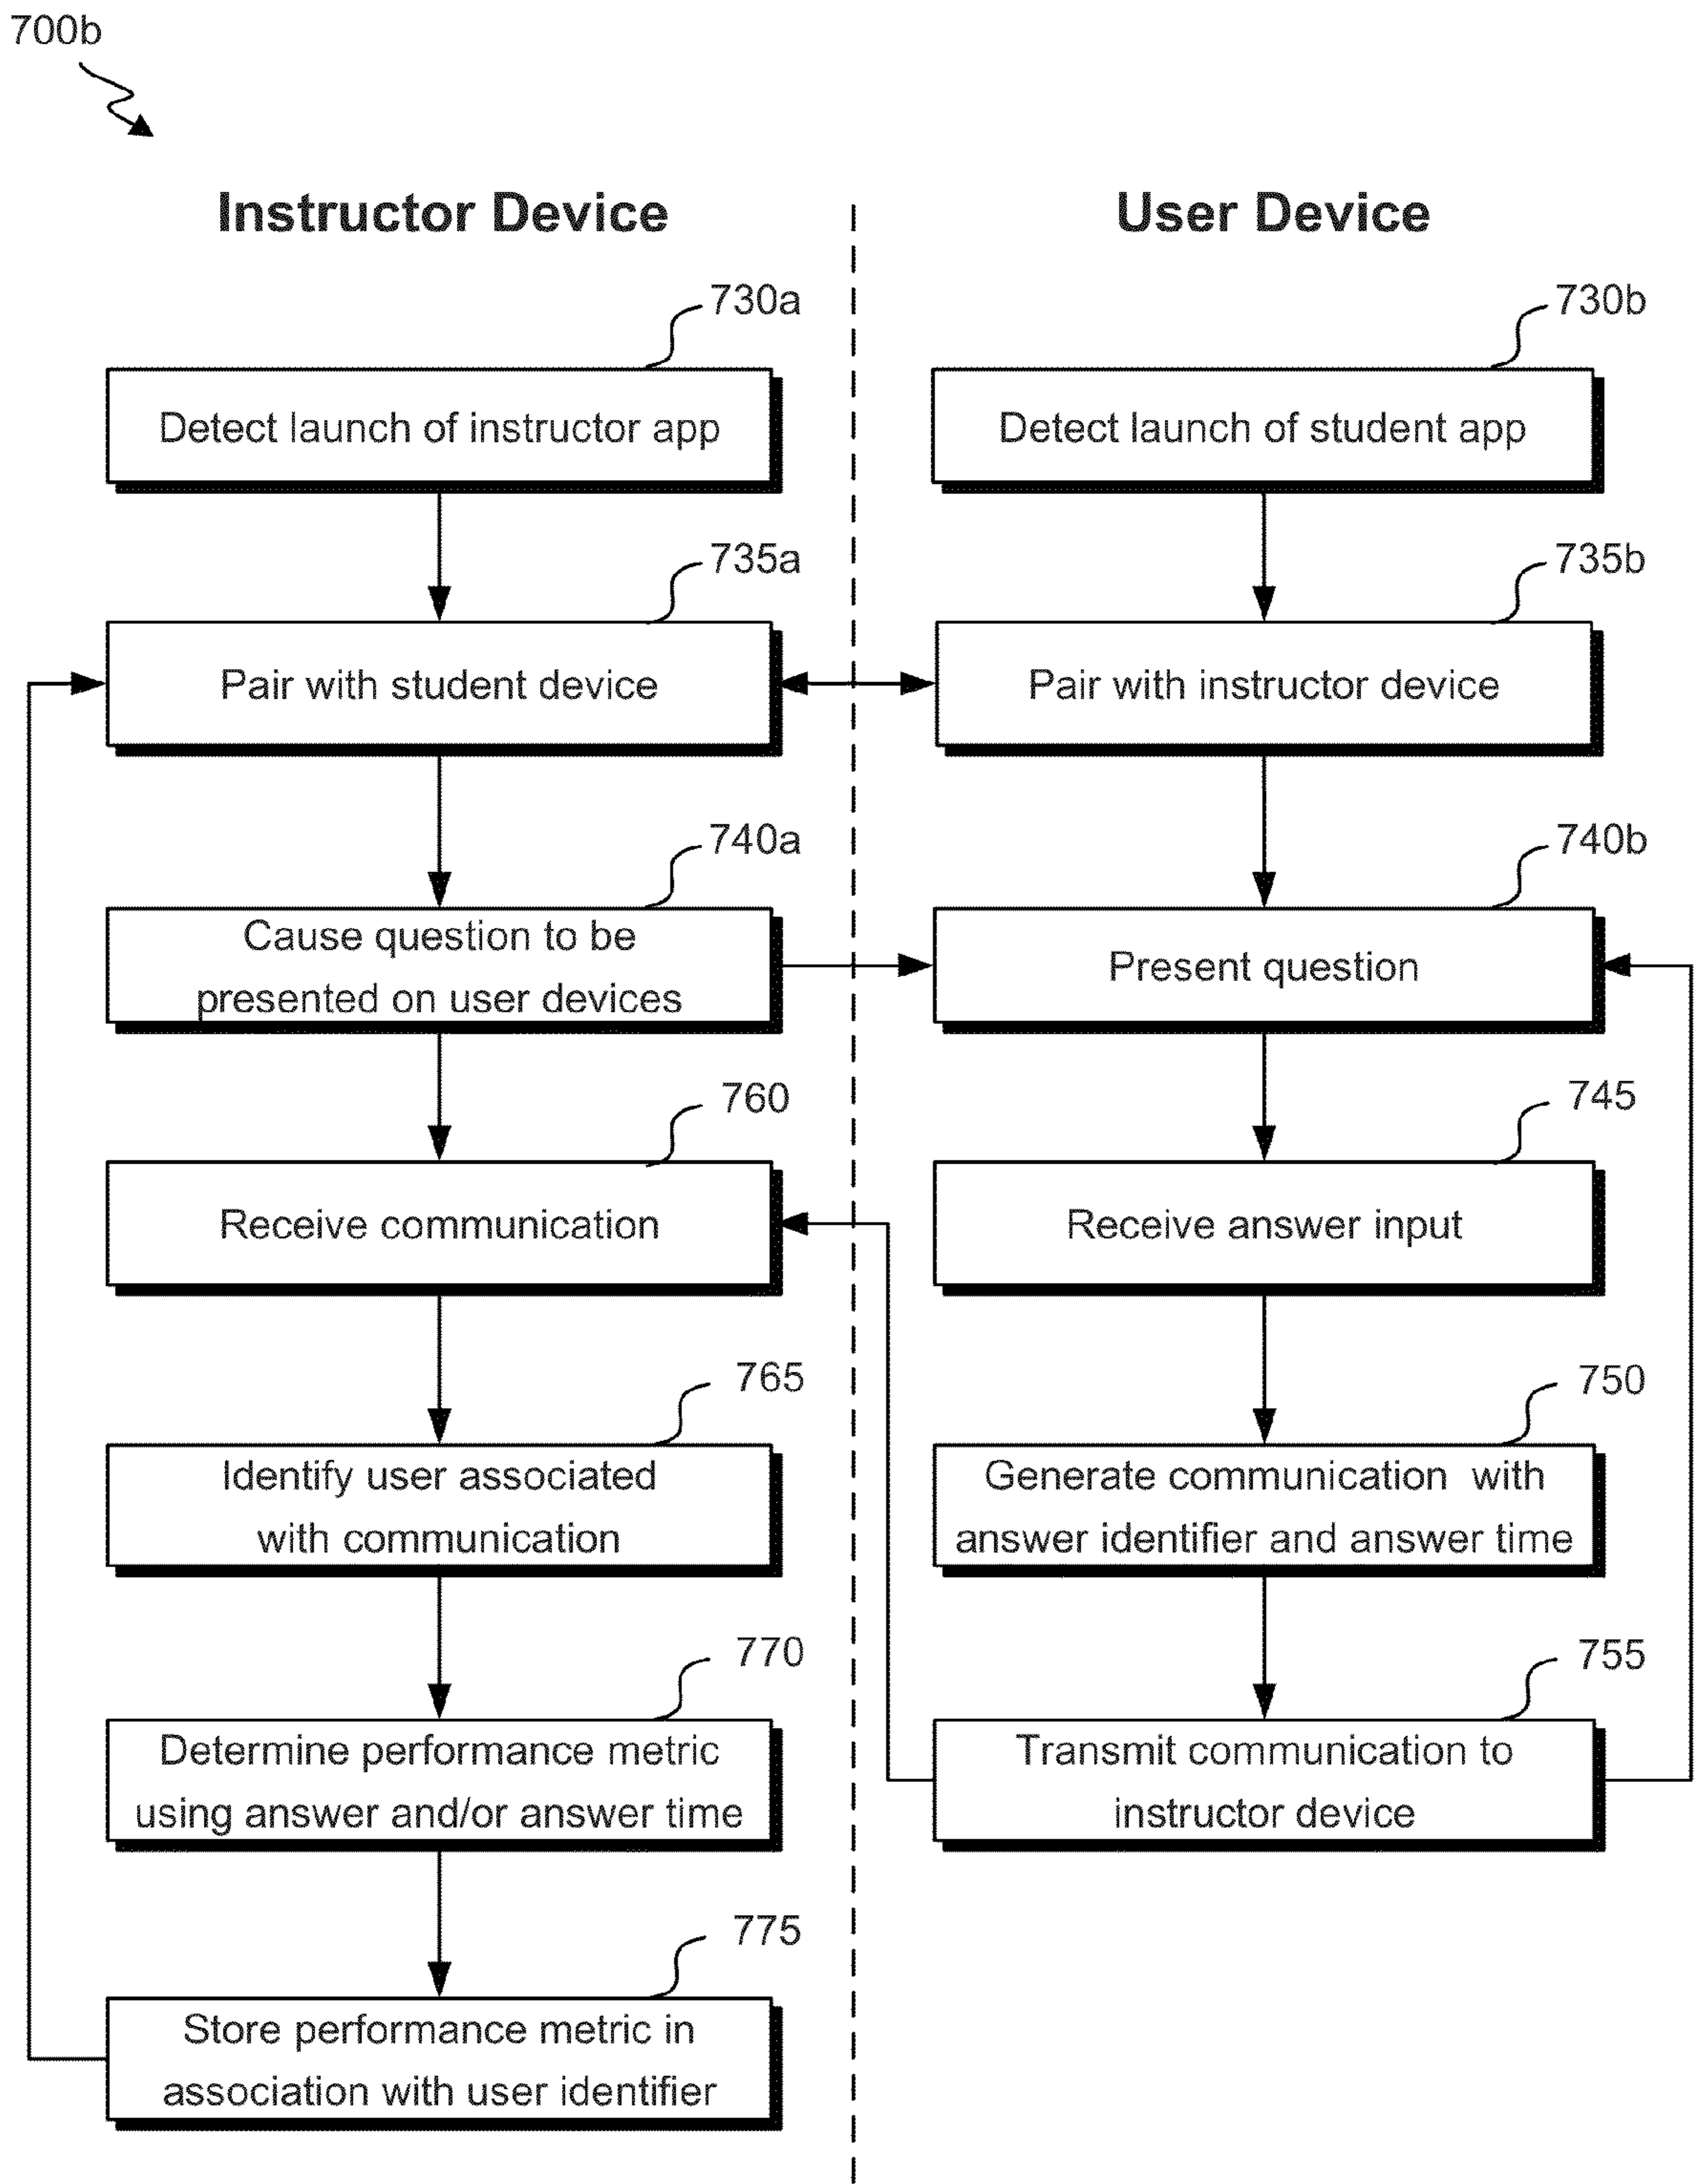 700b
Instructor Device
User Device
730a
730b
Detect launch of instructor app
Detect launch of student app
735a
735b
Pair with student device
Pair with instructor device
740a
740b
Cause question to be
presented on user devices
Present question
760
745
Receive communication
Receive answer input
765
750
Identify user associated
with communication
Generate communication with
answer identifier and answer time
770
755
Determine performance metric
using answer and/or answer time
Transmit communication to
instructor device
775
Store performance metric in
association with user identifier